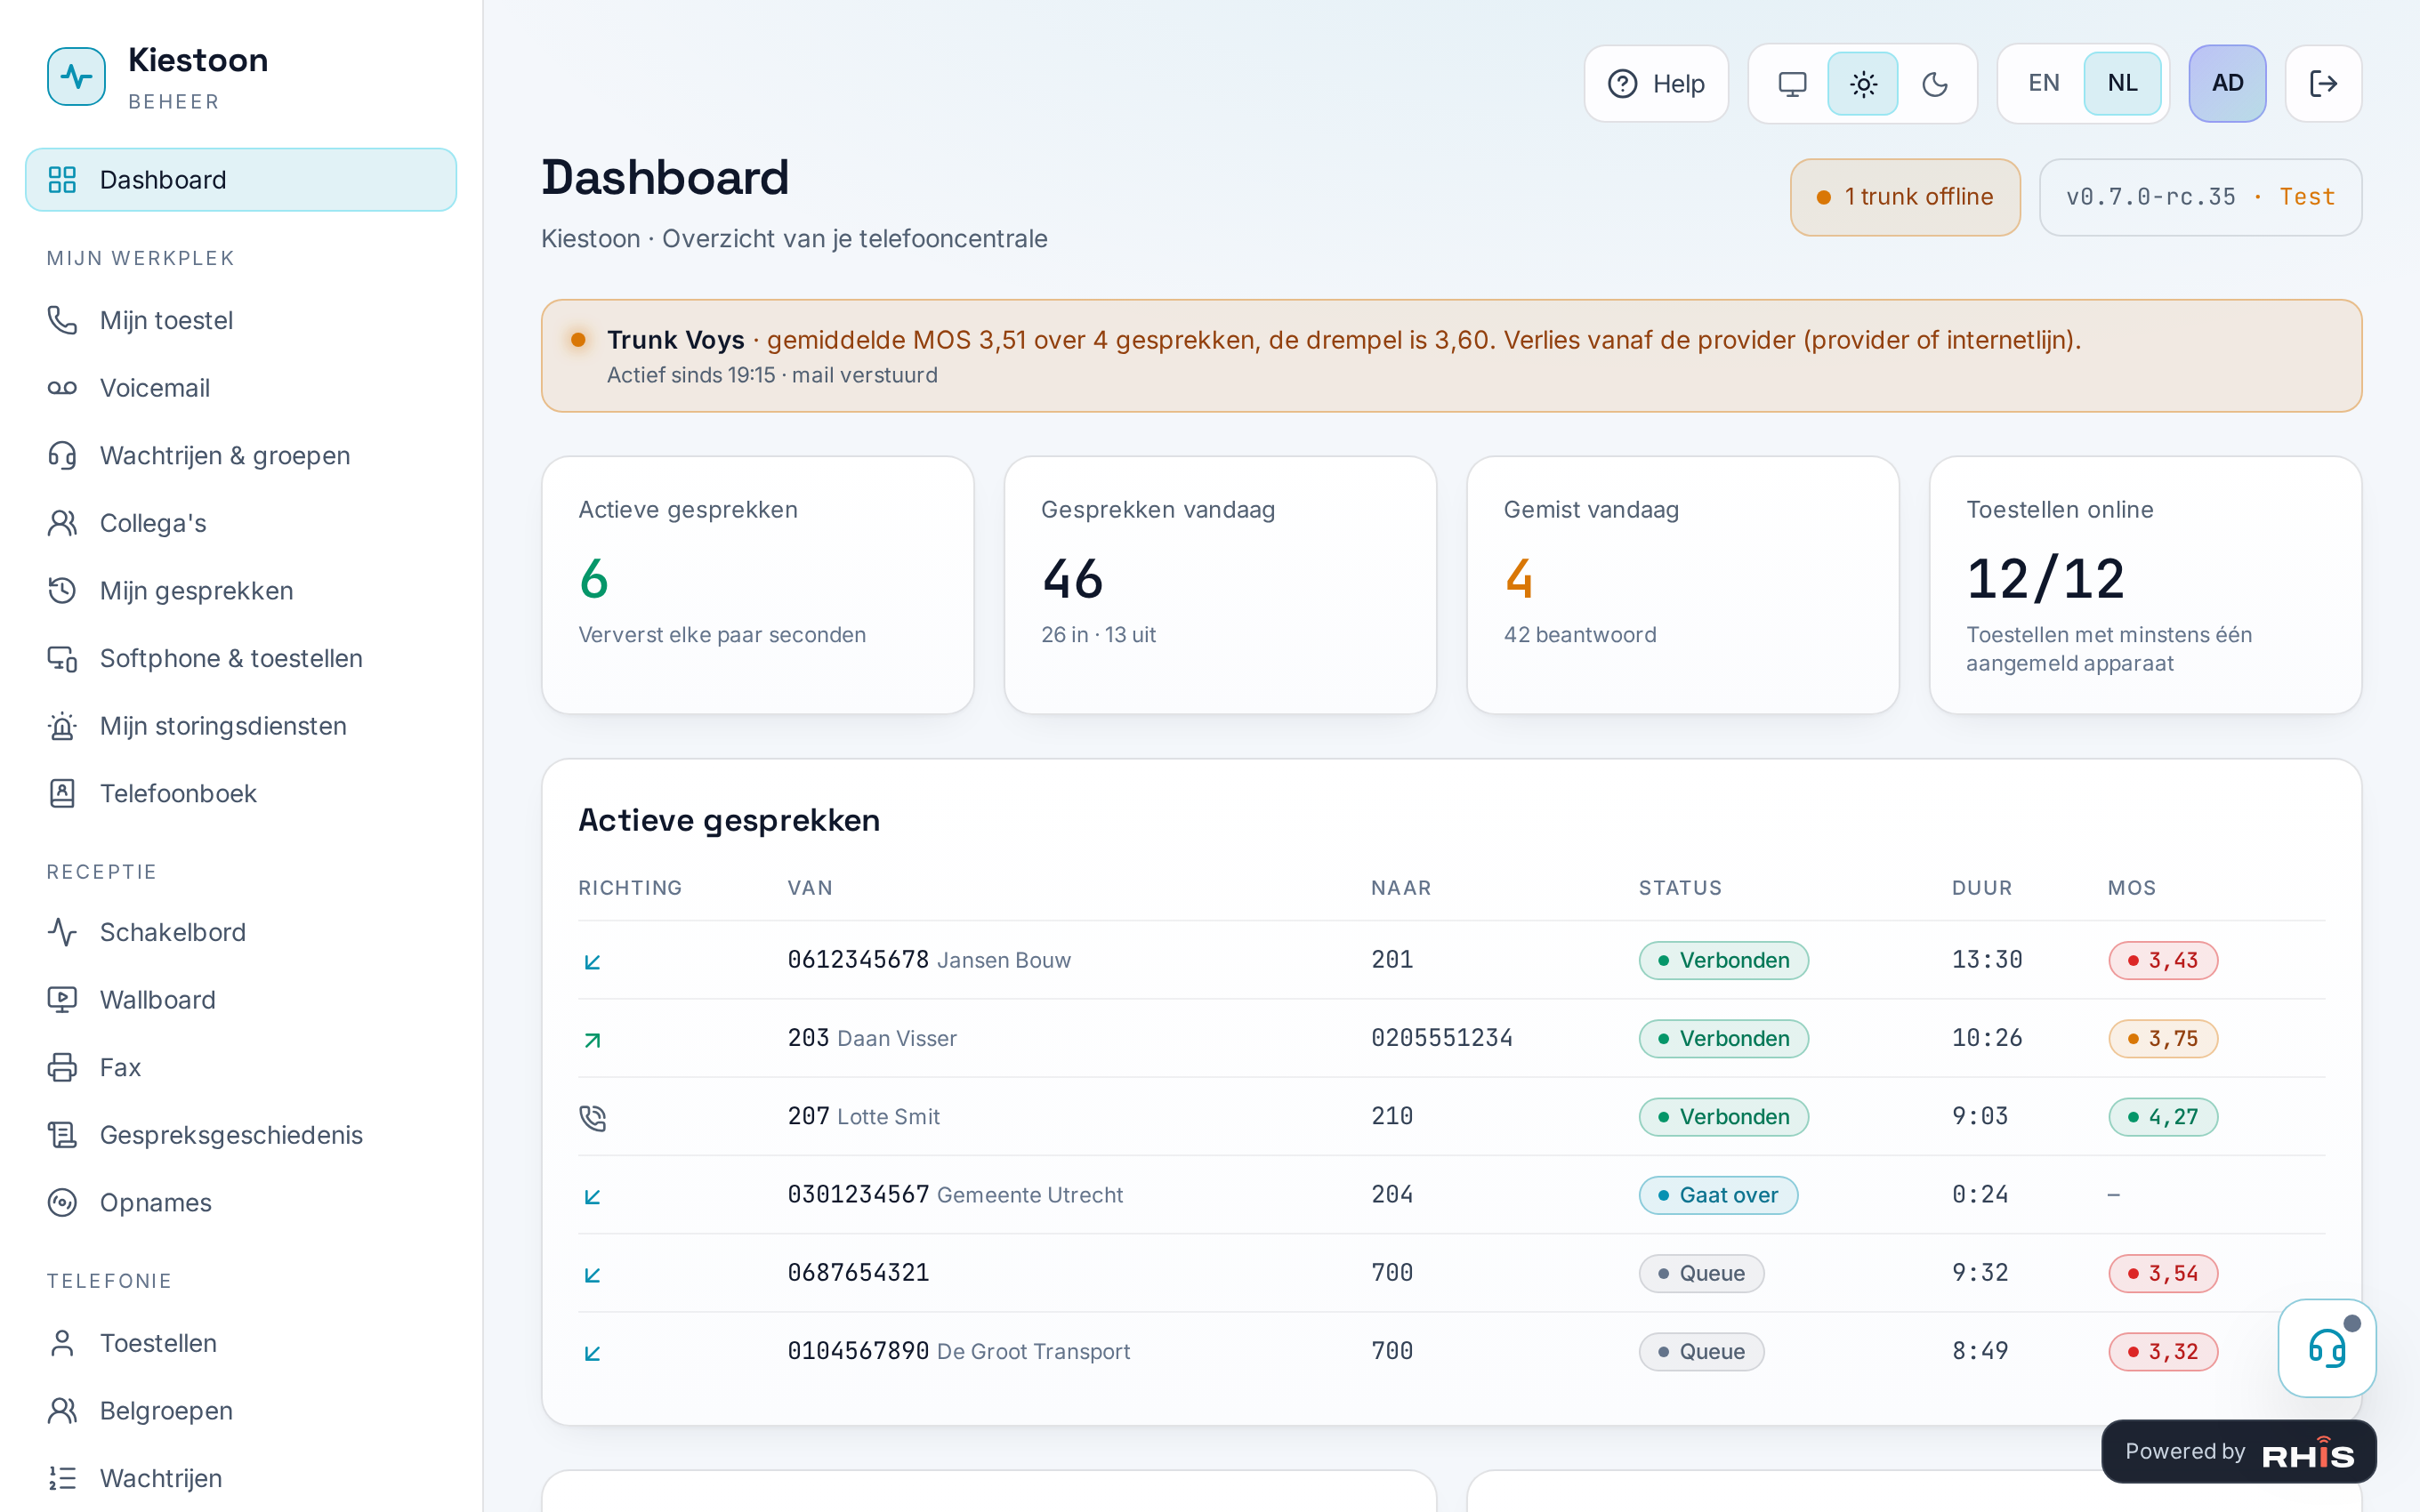 Kiestoon
BEHEER
Dashboard
MIJN WERKPLEK
Mijn toestel
Voicemail
Wachtrijen & groepen
Collega's
Mijn gesprekken
Softphone & toestellen
Mijn storingsdiensten
Telefoonboek
RECEPTIE
Schakelbord
Wallboard
Fax
Gespreksgeschiedenis
Opnames
TELEFONIE
Toestellen
Belgroepen
Wachtrijen
Help
EN NL
AD
Dashboard
Kiestoon · Overzicht van je telefooncentrale
1 trunk offline
v0.7.0-rc.35 · Test
Trunk Voys · gemiddelde MOS 3,51 over 4 gesprekken, de drempel is 3,60. Verlies vanaf de provider (provider of internetlijn).
Actief sinds 19:15 · mail verstuurd
Actieve gesprekken
6
Ververst elke paar seconden
Gesprekken vandaag
46
26 in · 13 uit
Gemist vandaag
4
42 beantwoord
Toestellen online
12/12
Toestellen met minstens één
aangemeld apparaat
Actieve gesprekken
RICHTING VAN NAAR STATUS DUUR MOS
0612345678 Jansen Bouw 201 Verbonden 13:30 3,43
203 Daan Visser 0205551234 Verbonden 10:26 3,75
207 Lotte Smit 210 Verbonden 9:03 4,27
0301234567 Gemeente Utrecht 204 Gaat over 0:24 –
0687654321 700 Queue 9:32 3,54
0104567890 De Groot Transport 700 Queue 8:49 3,32
Powered by RHIS